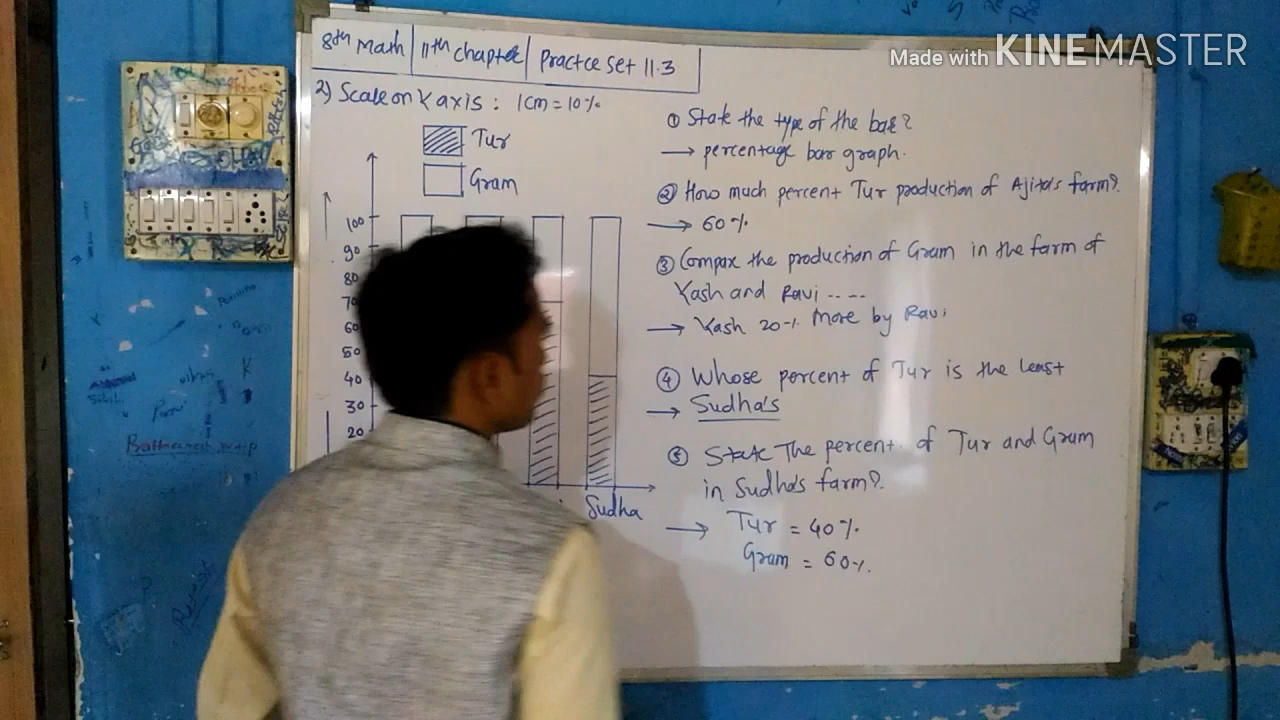 Made with KINEMASTER
8th Math | 11th chapter | Practce Set 11.3
2) Scale on Y axis : 1cm = 10%
Tur
Gram
100
90
80
70
60
50
40
30
20
Sudha
① State the type of the bar?
→ percentage bar graph.
② How much percent Tur production of Ajita's farm?
→ 60%
③ Compare the production of Gram in the farm of
Yash and Ravi ....
→ Yash 20% More by Ravi
④ Whose percent of Tur is the least
→ Sudha's
⑤ State The percent of Tur and Gram
in Sudha's farm?
→ Tur = 40%
Gram = 60%.